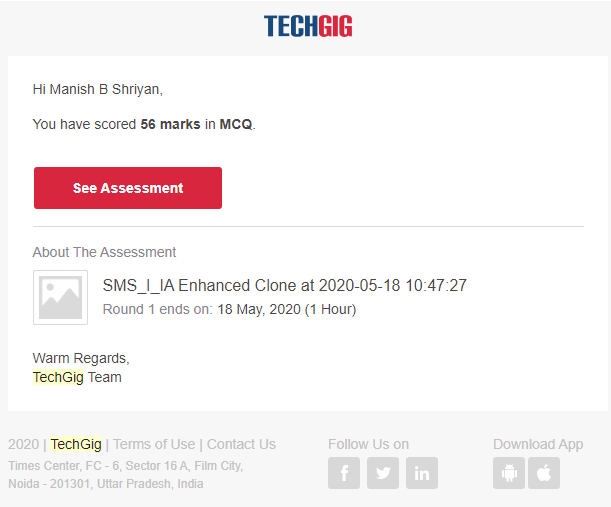 TECHGIG
Hi Manish B Shriyan,
You have scored 56 marks in MCQ.
See Assessment
About The Assessment
SMS_I_IA Enhanced Clone at 2020-05-18 10:47:27
Round 1 ends on: 18 May, 2020 (1 Hour)
Warm Regards,
TechGig Team
2020 | TechGig | Terms of Use | Contact Us
Times Center, FC - 6, Sector 16 A, Film City,
Noida - 201301, Uttar Pradesh, India
Follow Us on
Download App